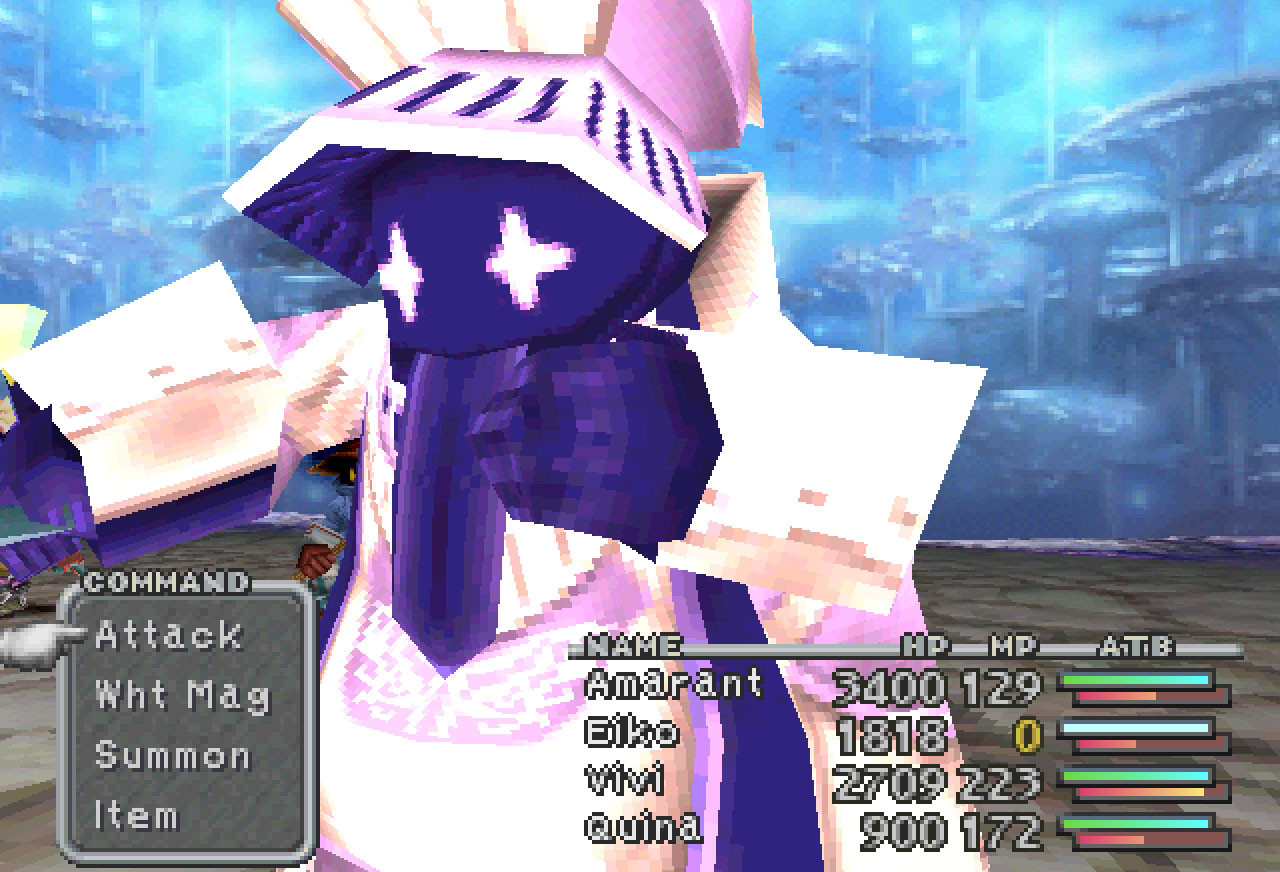 COMMAND
Attack
Wht Mag
Summon
Item
NAME HP MP ATB
Amarant 3400 129
Eiko 1818 0
Vivi 2709 223
Quina 900 172